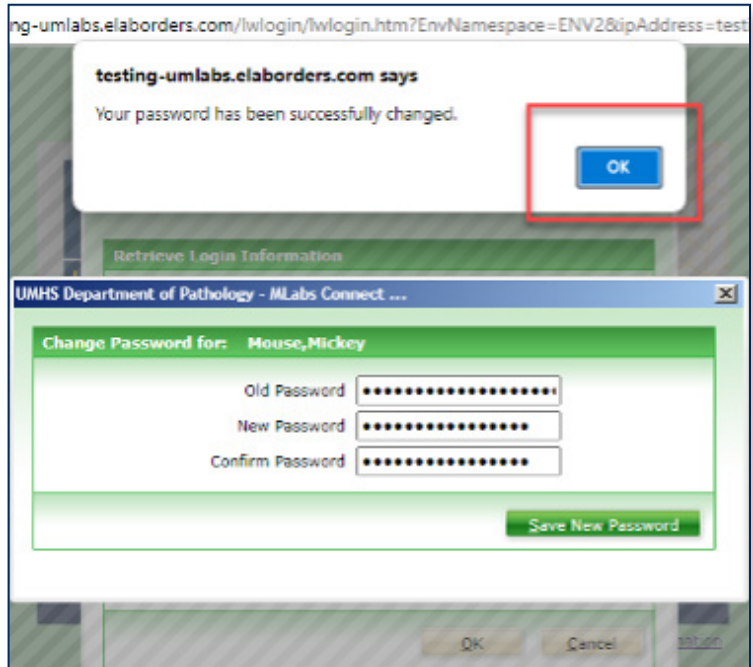 ng-umlabs.elaborders.com/lwlogin/lwlogin.htm?EnvNamespace=ENV2&ipAddress=test
testing-umlabs.elaborders.com says
Your password has been successfully changed.
OK
Retrieve Login Information
UMHS Department of Pathology - MLabs Connect ...
Change Password for: Mouse,Mickey
Old Password
New Password
Confirm Password
Save New Password
OK Cancel